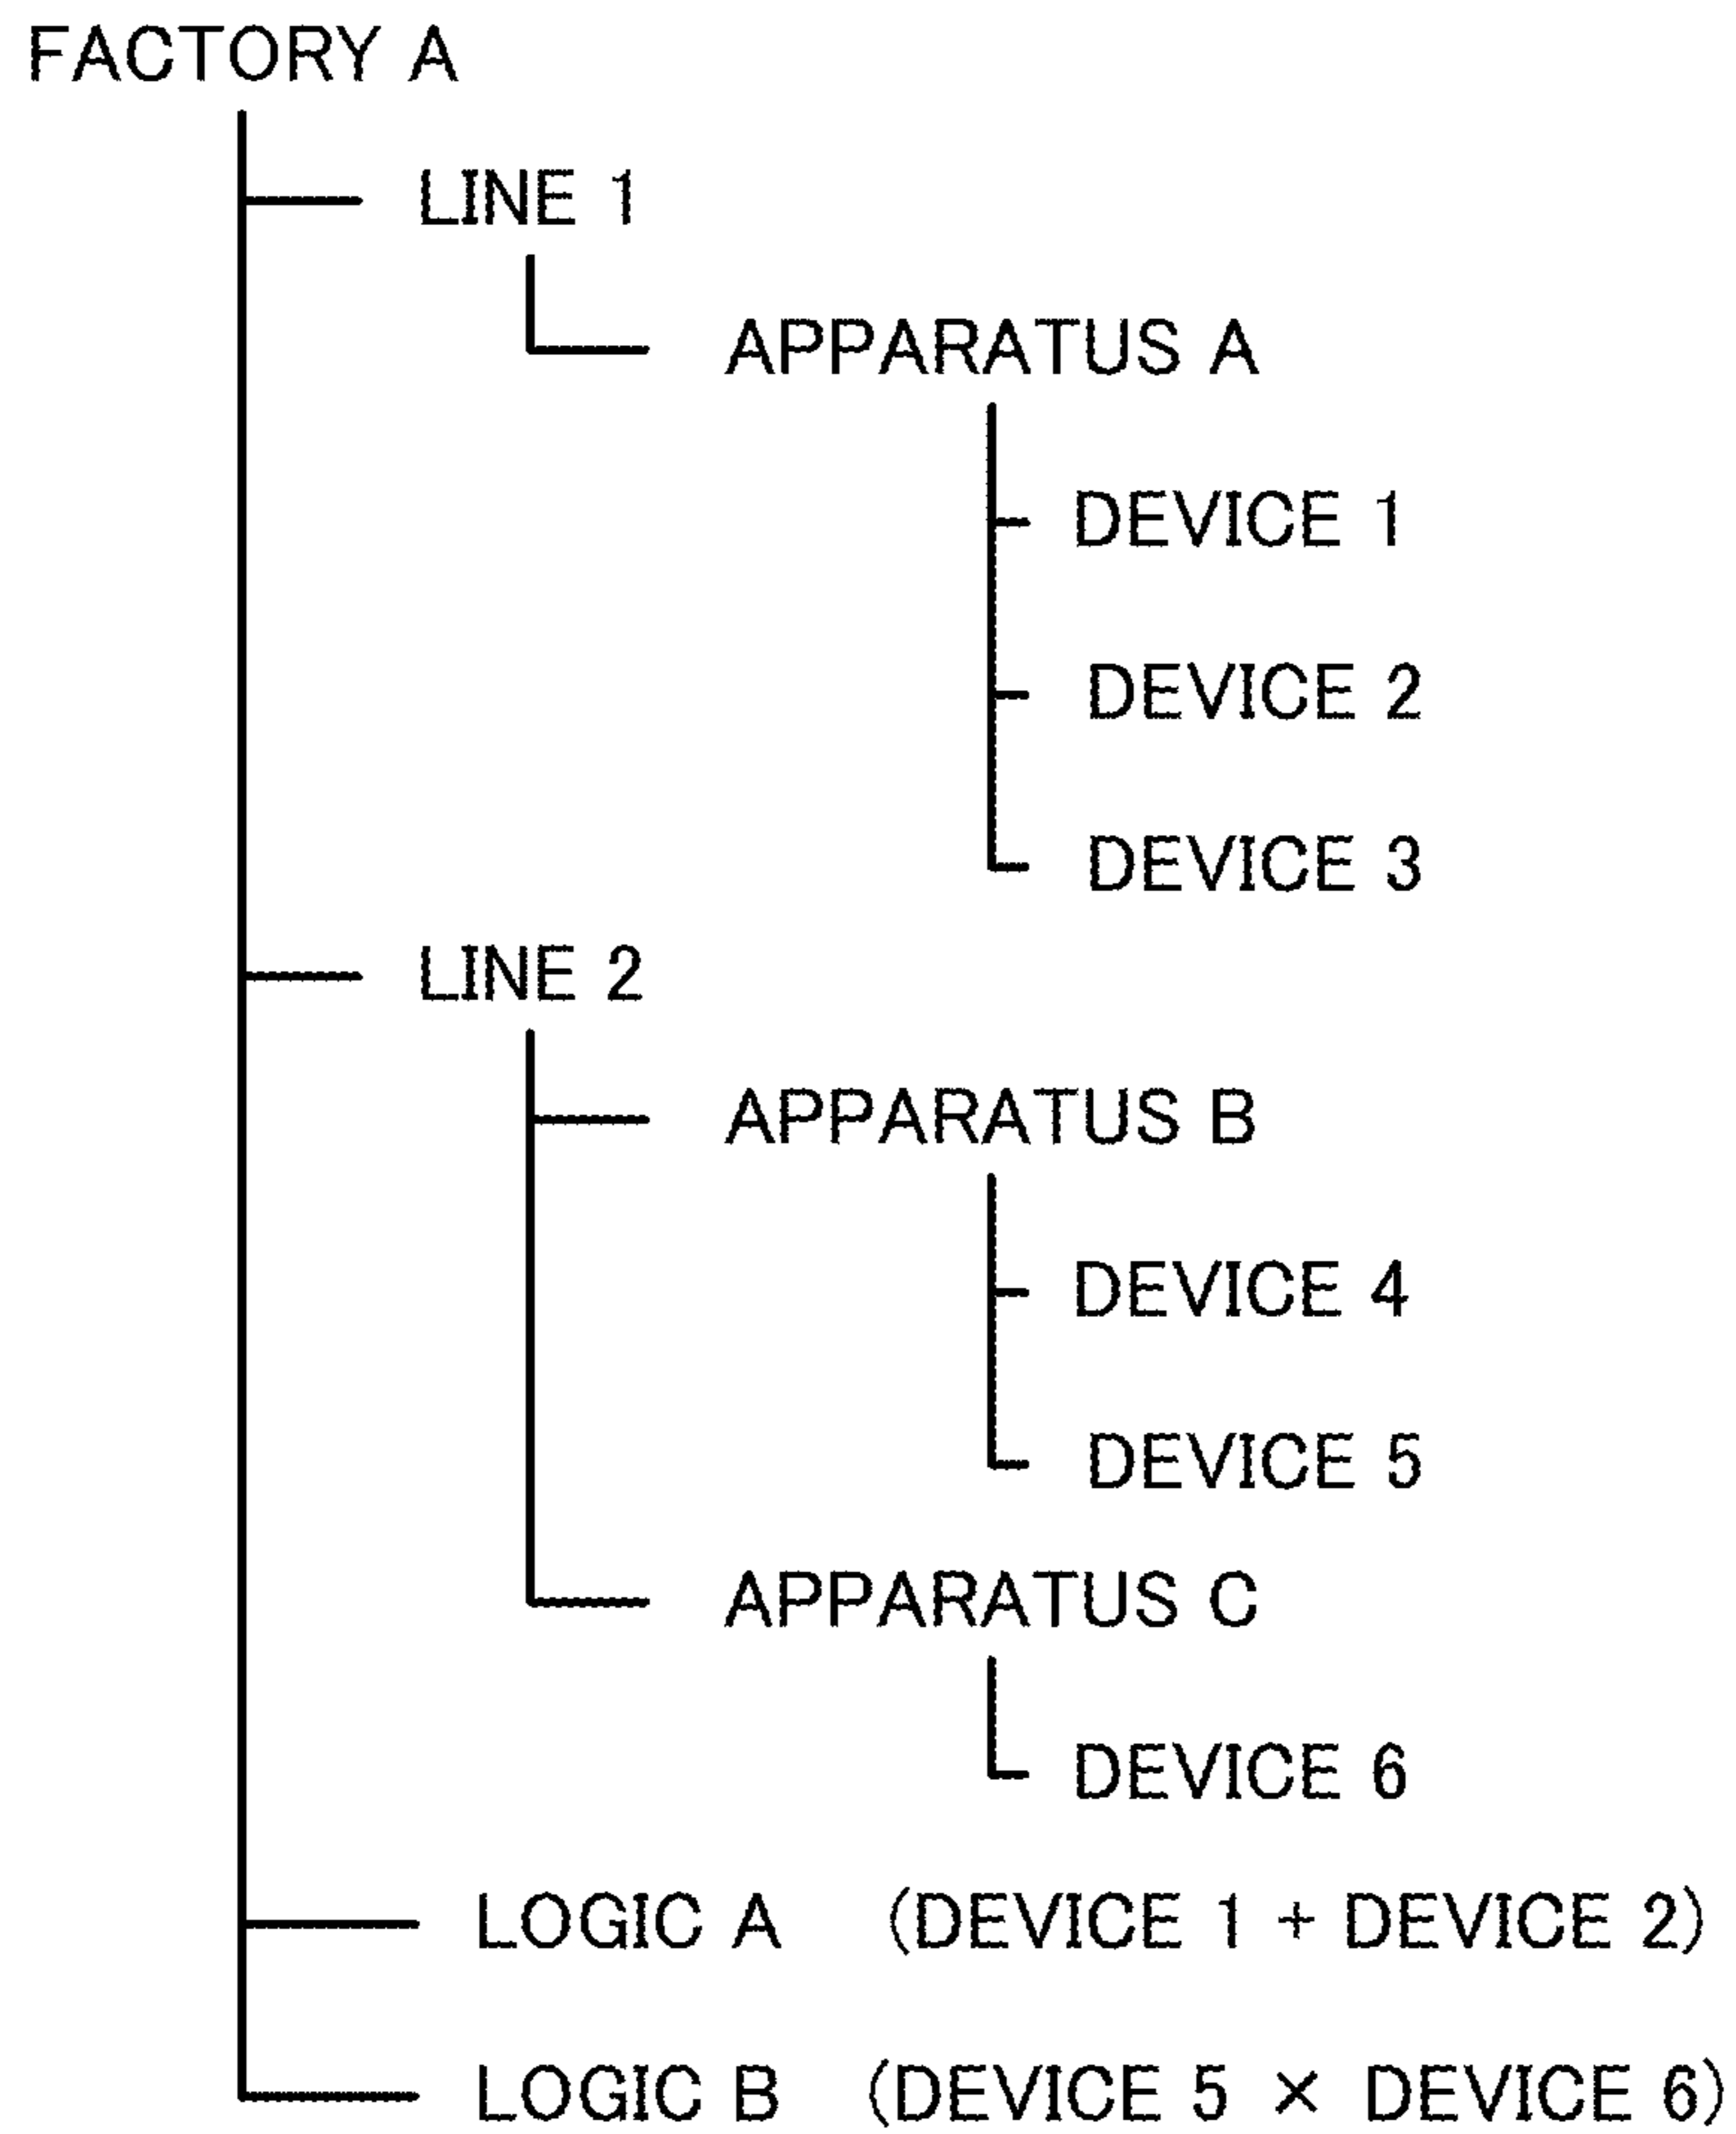 FACTORY A
LINE 1
APPARATUS A
DEVICE 1
DEVICE 2
DEVICE 3
LINE 2
APPARATUS B
DEVICE 4
DEVICE 5
APPARATUS C
DEVICE 6
LOGIC A (DEVICE 1 + DEVICE 2)
LOGIC B (DEVICE 5 × DEVICE 6)